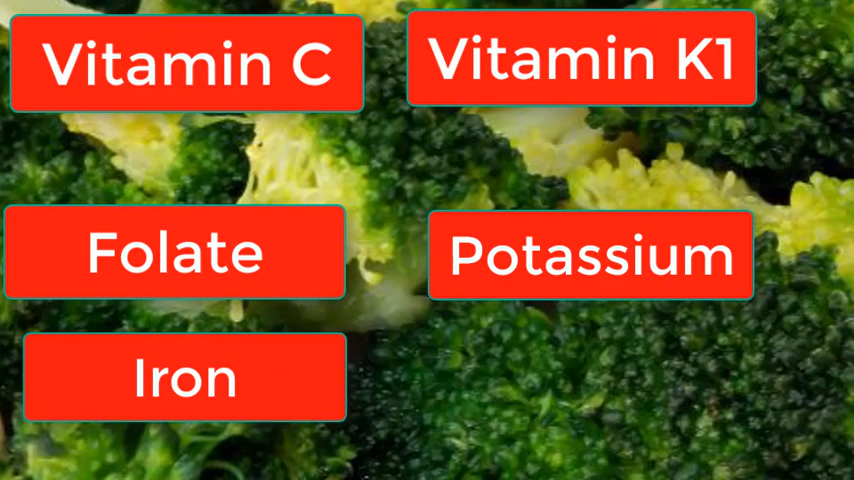 Vitamin C
Vitamin K1
Folate
Potassium
Iron